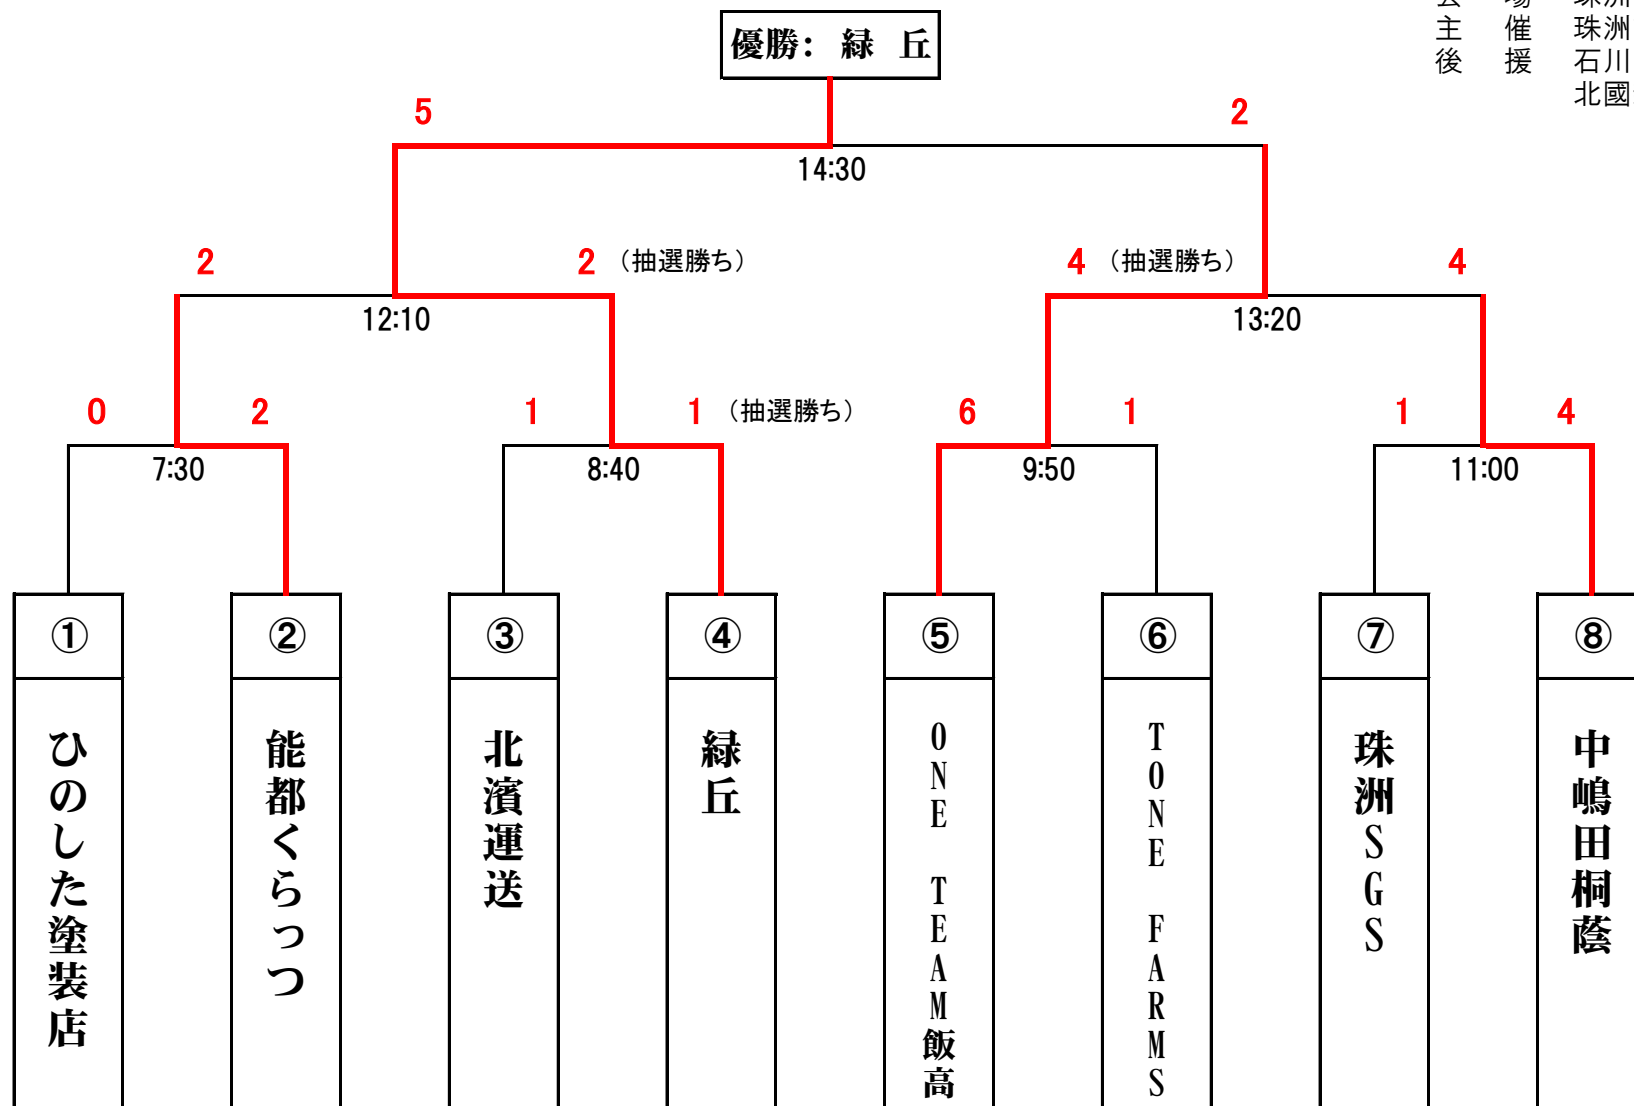 優勝： 緑 丘
主 催 珠洲
後 援 石川
北國
5 2
14:30
2 2 （抽選勝ち） 4 （抽選勝ち） 4
12:10 13:20
0 2 1 1 （抽選勝ち） 6 1 1 4
7:30 8:40 9:50 11:00
① ② ③ ④ ⑤ ⑥ ⑦ ⑧
ひのした塗装店
能都くらっつ
北濱運送
緑丘
ONE TEAM飯高
TONE FARMS
珠洲SGS
中嶋田桐蔭